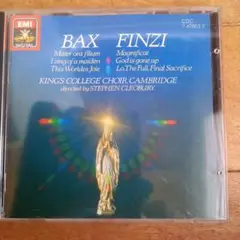 EMI
CDC
BAX FINZI
Mater ora filium Magnificat
I sing of a maiden God is gone up
This Worldes Joie Lo, The Full, Final Sacrifice
KING'S COLLEGE CHOIR, CAMBRIDGE
directed by STEPHEN CLEOBURY